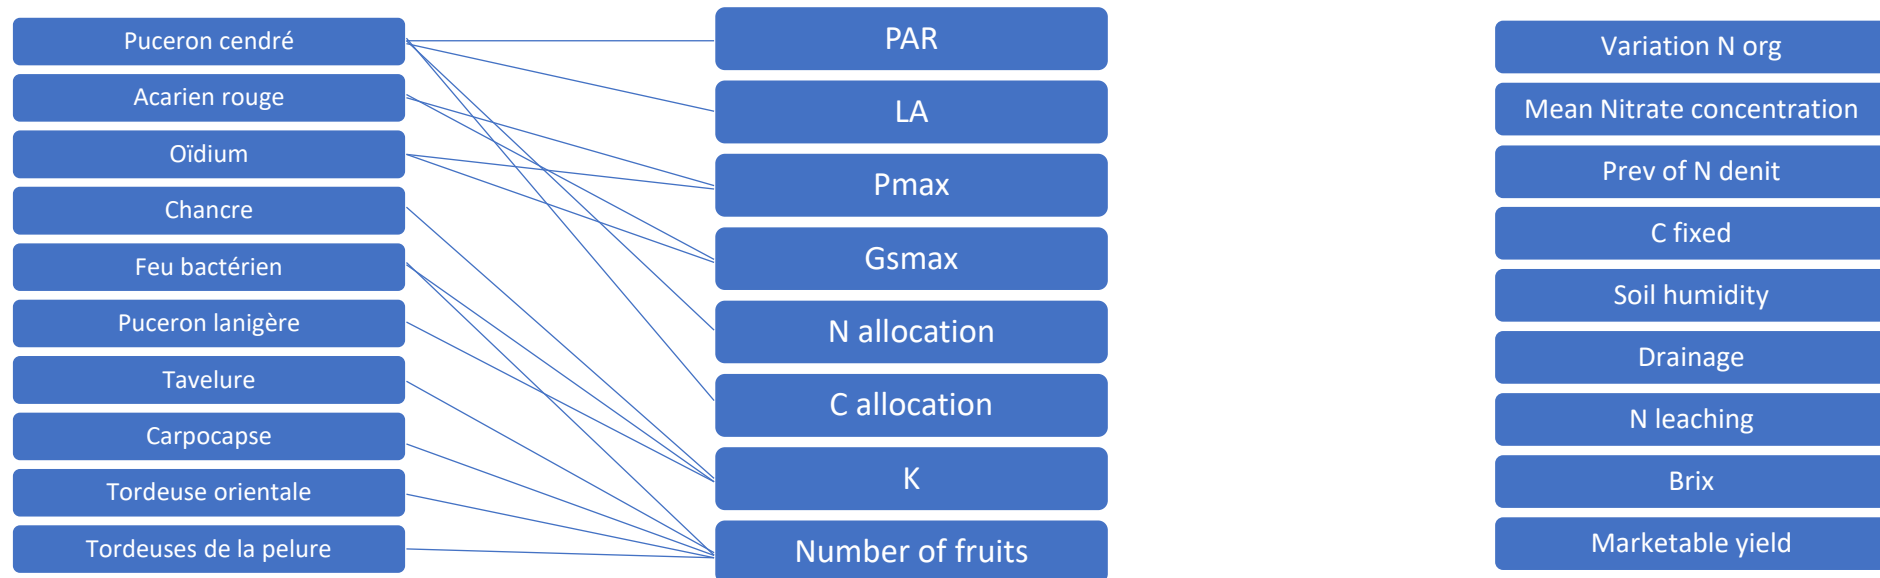 Puceron cendré
Acarien rouge
Oïdium
Chancre
Feu bactérien
Puceron lanigère
Tavelure
Carpocapse
Tordeuse orientale
Tordeuses de la pelure
PAR
LA
Pmax
Gsmax
N allocation
C allocation
K
Number of fruits
Variation N org
Mean Nitrate concentration
Prev of N denit
C fixed
Soil humidity
Drainage
N leaching
Brix
Marketable yield